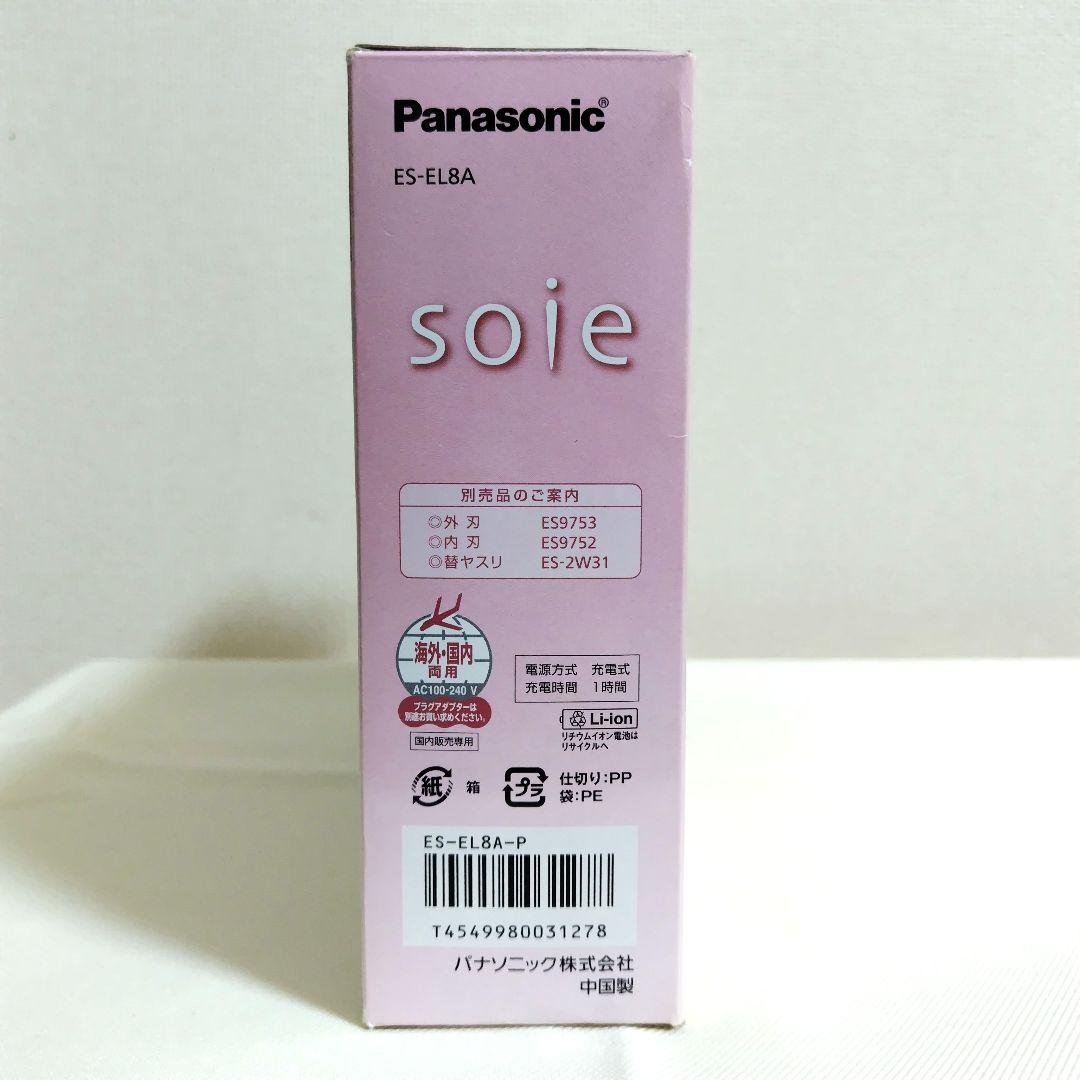 Panasonic®
ES-EL8A
soie
別売品のご案内
◎外 刃 ES9753
◎内 刃 ES9752
◎替ヤスリ ES-2W31
海外・国内
両用
AC100-240 V
プラグアダプターは
別途お買い求めください。
国内販売専用
電源方式 充電式
充電時間 1時間
Li-ion
リチウムイオン電池は
リサイクルへ
紙 箱
プラ 仕切り:PP
袋:PE
ES-EL8A-P
T4549980031278
パナソニック株式会社
中国製